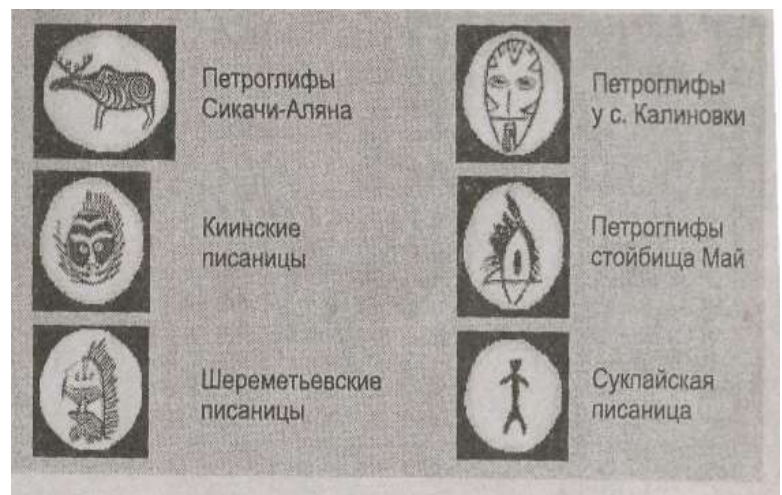 Петроглифы
Сикачи-Аляна
Киинские
писаницы
Шереметьевские
писаницы
Петроглифы
у с. Калиновки
Петроглифы
стойбища Май
Суклайская
писаница